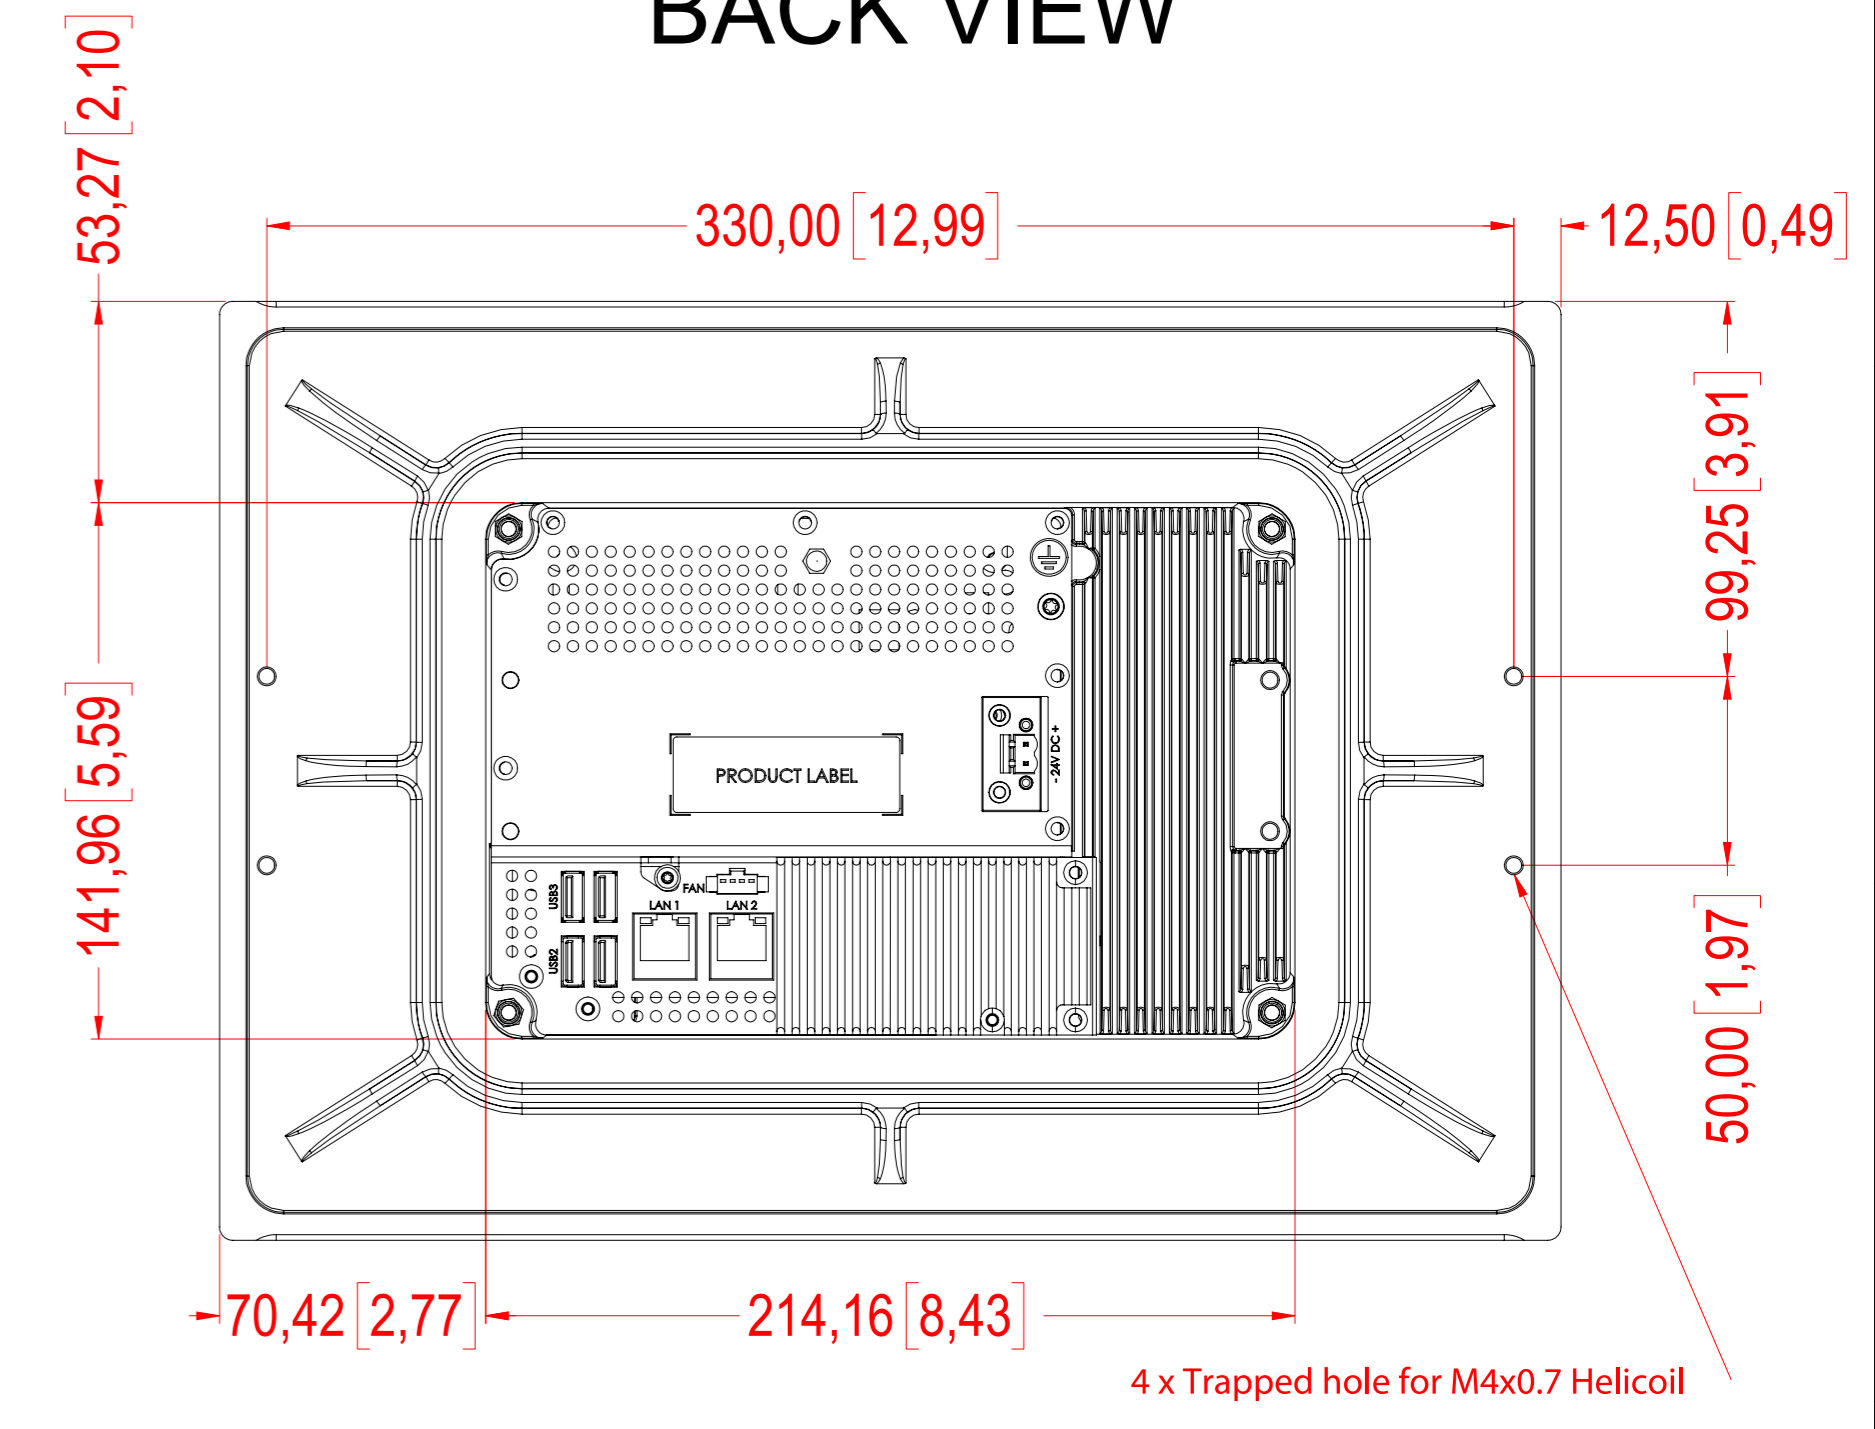 BACK VIEW
53,27 [2,10]
330,00 [12,99]
12,50 [0,49]
99,25 [3,91]
141,96 [5,59]
- 24V DC +
PRODUCT LABEL
USB3
FAN
LAN 1
LAN 2
USB2
50,00 [1,97]
70,42 [2,77]
214,16 [8,43]
4 x Trapped hole for M4x0.7 Helicoil